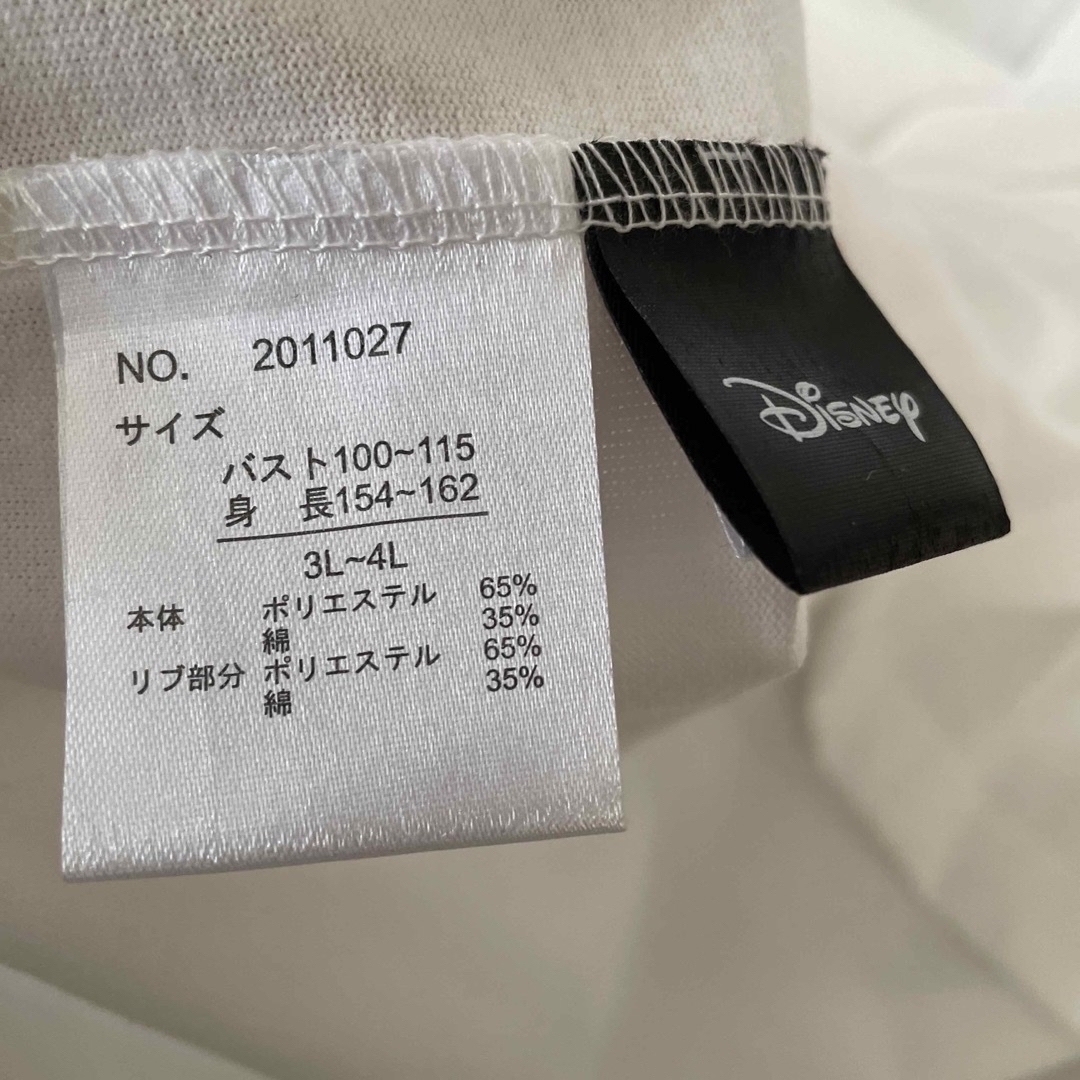 NO. 2011027
サイズ
バスト100~115
身 長154~162
3L~4L
本体 ポリエステル 65%
綿 35%
リブ部分 ポリエステル 65%
綿 35%
Disney